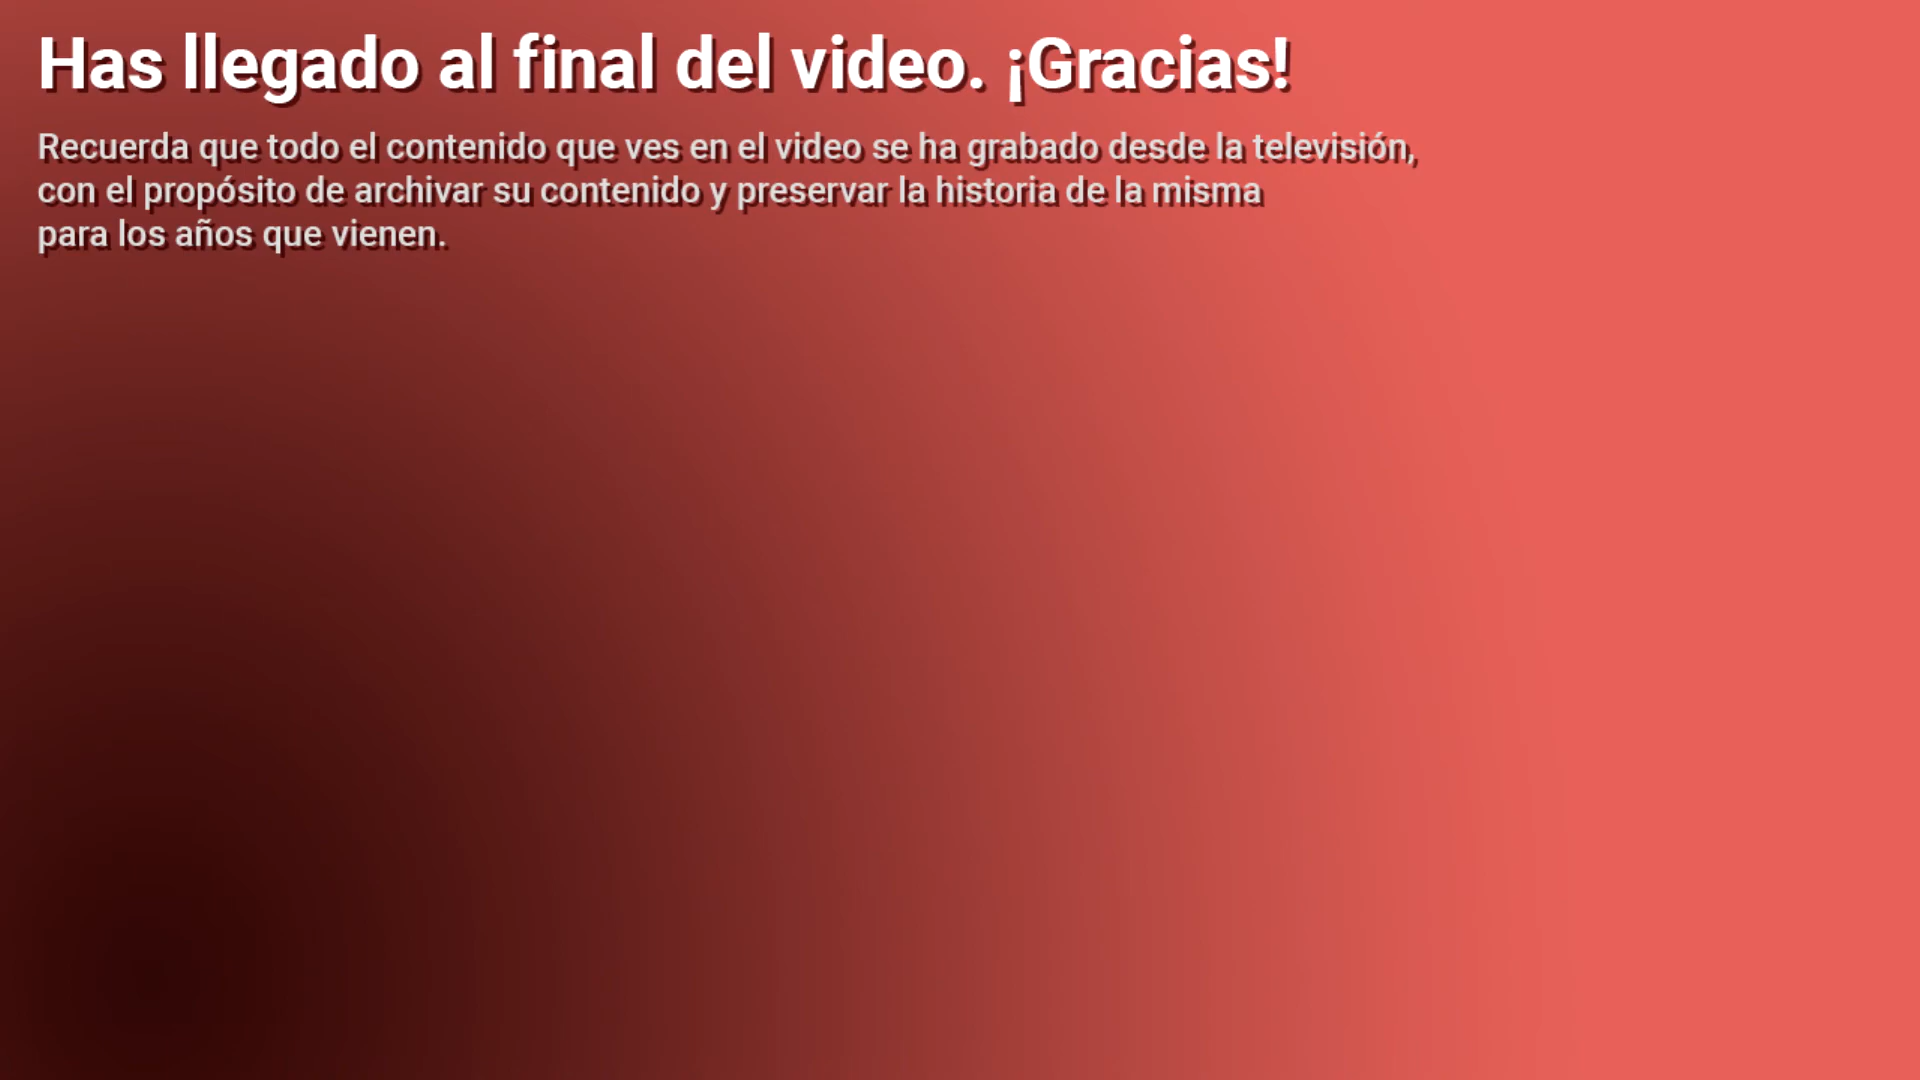 Has llegado al final del video. ¡Gracias!
Recuerda que todo el contenido que ves en el video se ha grabado desde la televisión,
con el propósito de archivar su contenido y preservar la historia de la misma
para los años que vienen.